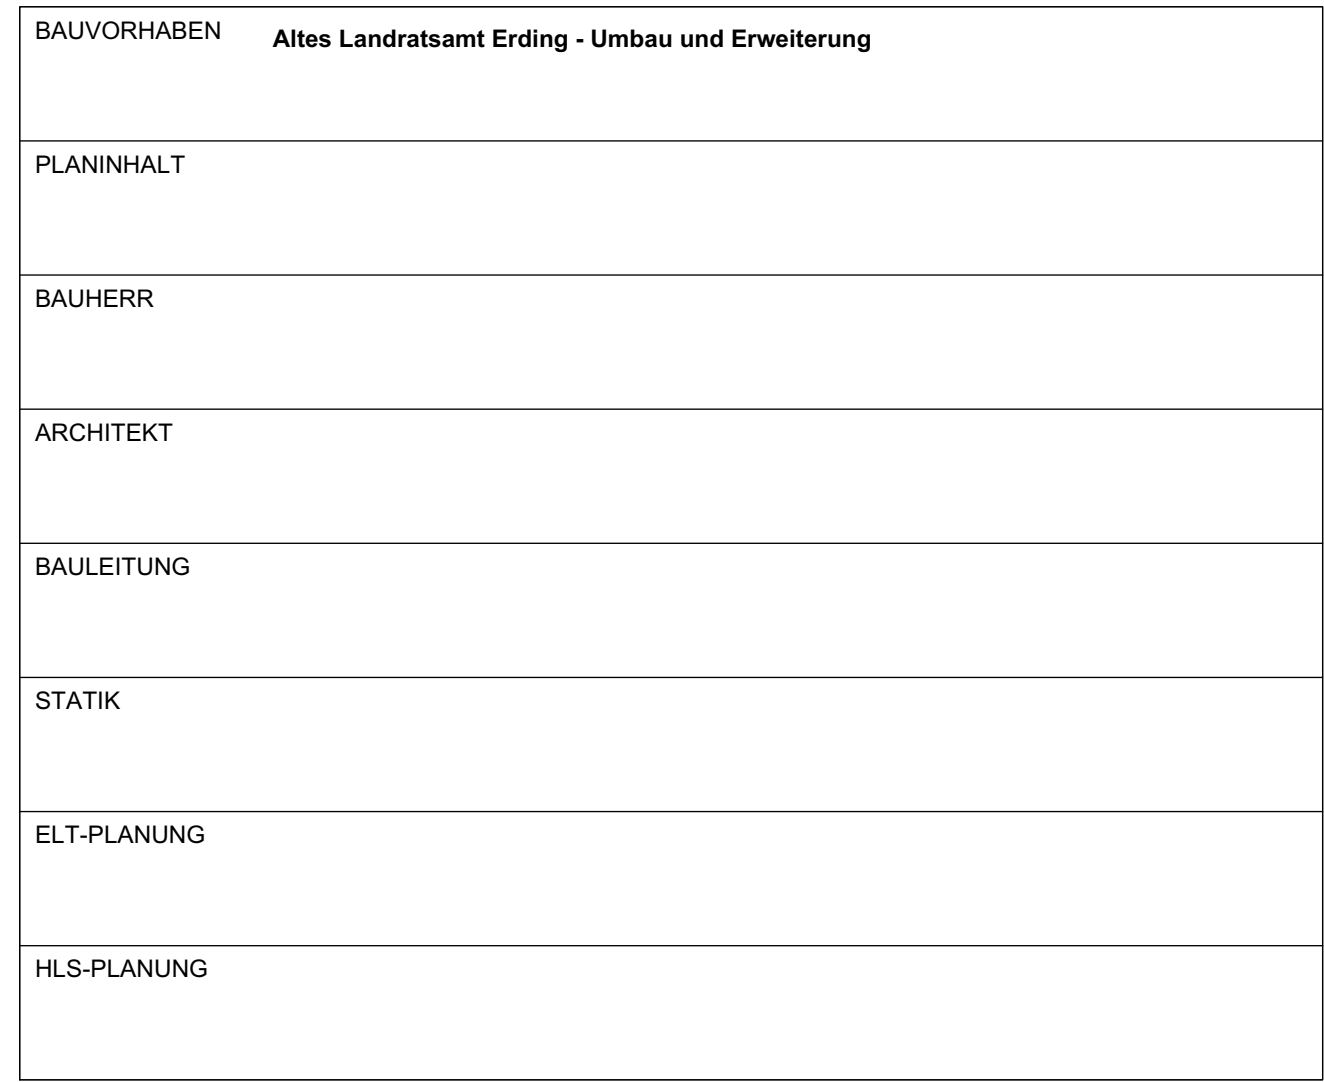 BAUVORHABEN Altes Landratsamt Erding - Umbau und Erweiterung
PLANINHALT
BAUHERR
ARCHITEKT
BAULEITUNG
STATIK
ELT-PLANUNG
HLS-PLANUNG